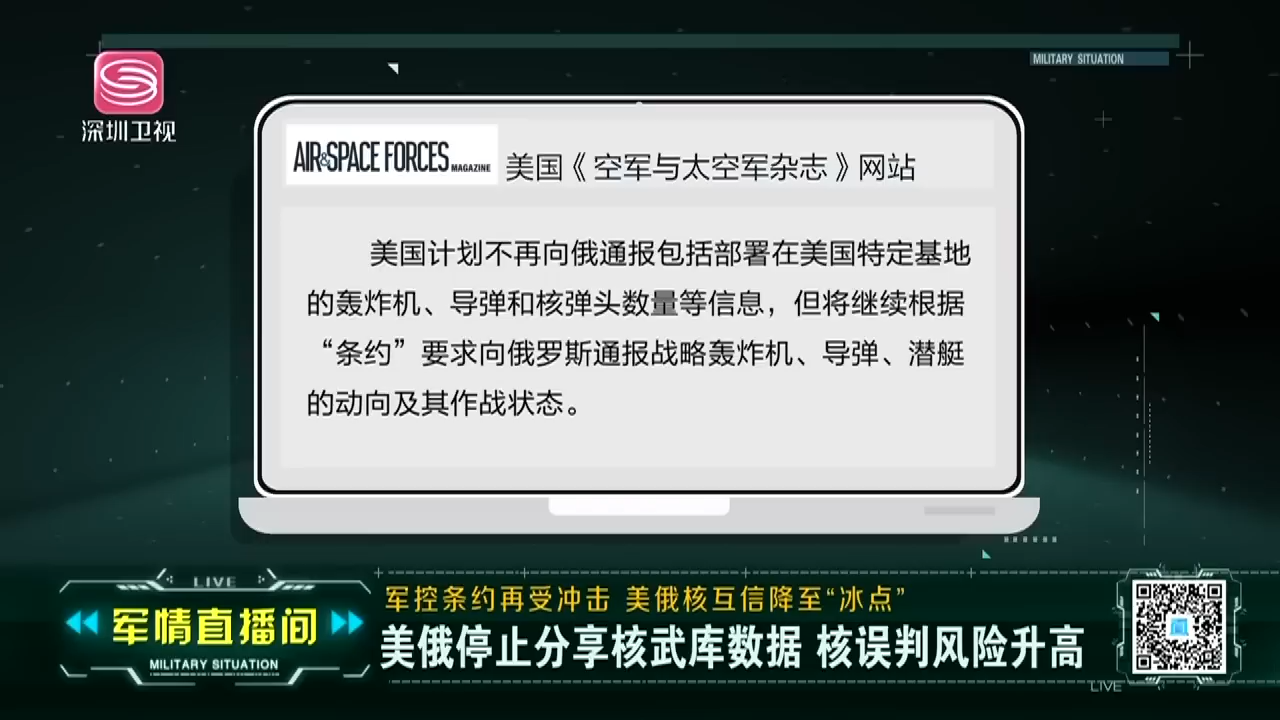 MILITARY SITUATION
深圳卫视
AIR&SPACE FORCES MAGAZINE
美国《空军与太空军杂志》网站
美国计划不再向俄通报包括部署在美国特定基地
的轰炸机、导弹和核弹头数量等信息，但将继续根据
“条约”要求向俄罗斯通报战略轰炸机、导弹、潜艇
的动向及其作战状态。
LIVE
军情直播间
MILITARY SITUATION
军控条约再受冲击 美俄核互信降至“冰点”
美俄停止分享核武库数据 核误判风险升高
LIVE